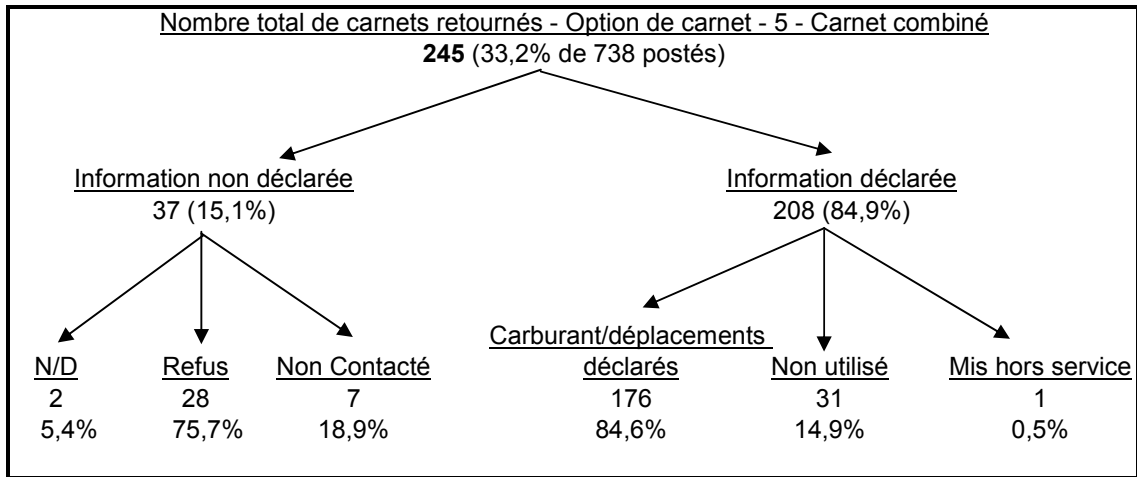 Nombre total de carnets retournés - Option de carnet - 5 - Carnet combiné
245 (33,2% de 738 postés)
Information non déclarée
37 (15,1%)
Information déclarée
208 (84,9%)
N/D
2
5,4%
Refus
28
75,7%
Non Contacté
7
18,9%
Carburant/déplacements
déclarés
176
84,6%
Non utilisé
31
14,9%
Mis hors service
1
0,5%